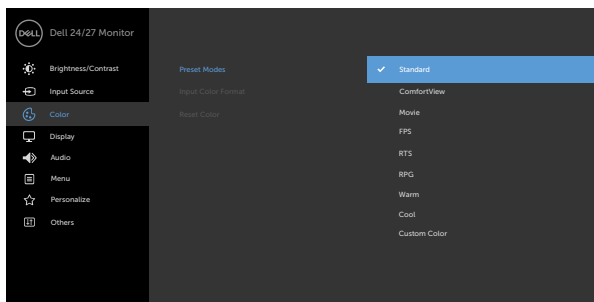 DELL Dell 24/27 Monitor
Brightness/Contrast
Input Source
Color
Display
Audio
Menu
Personalize
Others
Preset Modes
Input Color Format
Reset Color
Standard
ComfortView
Movie
FPS
RTS
RPG
Warm
Cool
Custom Color